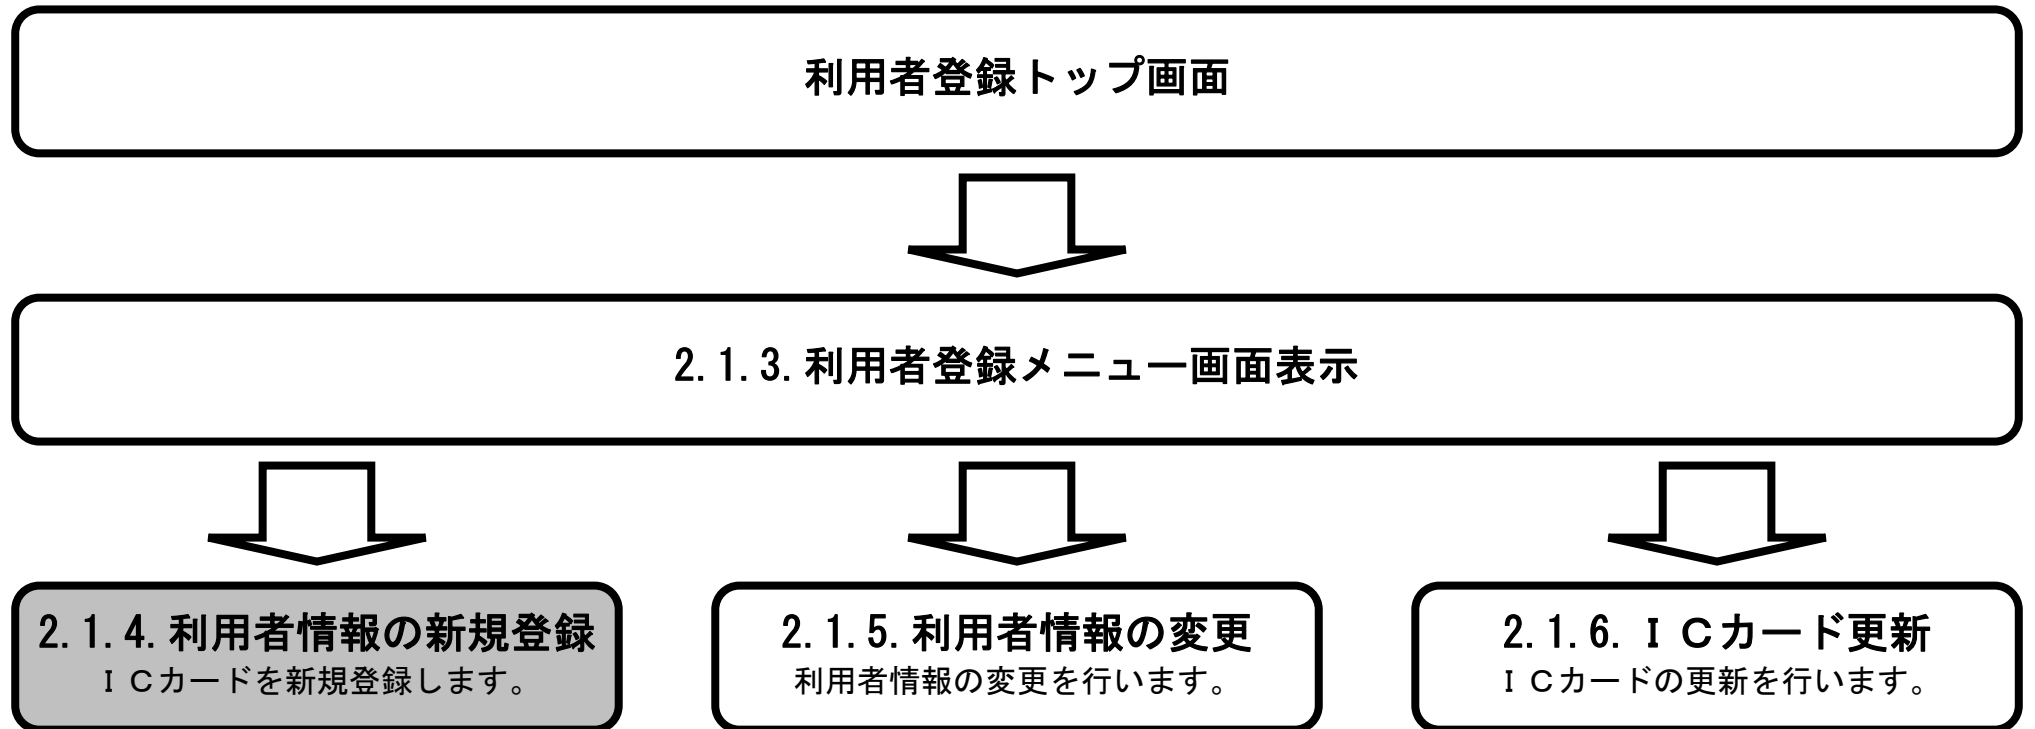 利用者登録トップ画面
2.1.3.利用者登録メニュー画面表示
2.1.4.利用者情報の新規登録
ＩＣカードを新規登録します。
2.1.5.利用者情報の変更
利用者情報の変更を行います。
2.1.6.ＩＣカード更新
ＩＣカードの更新を行います。